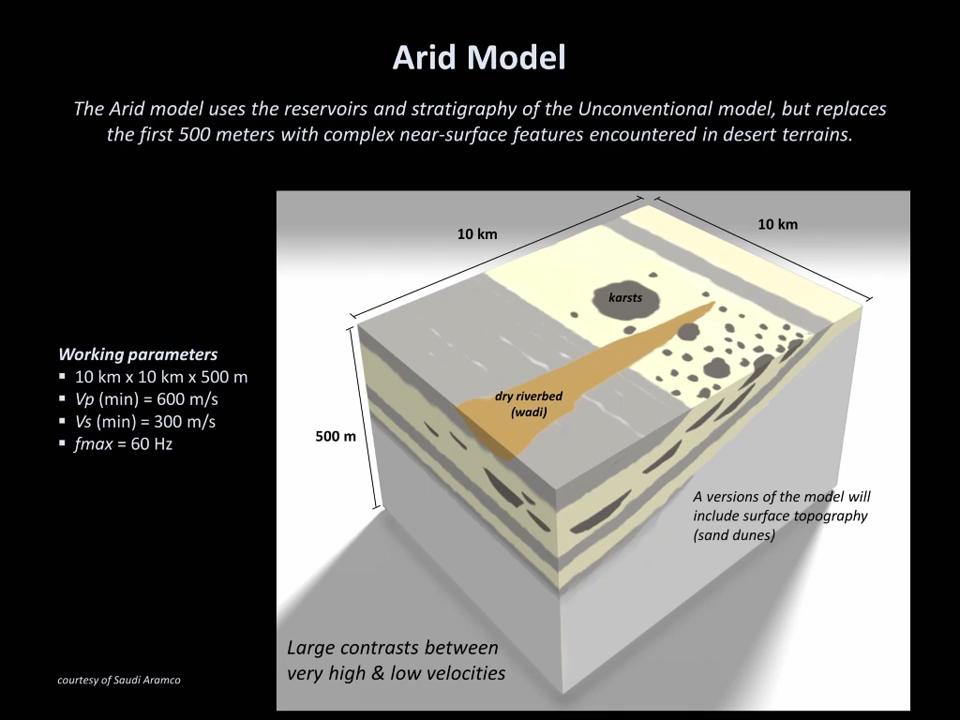 Arid Model
The Arid model uses the reservoirs and stratigraphy of the Unconventional model, but replaces
the first 500 meters with complex near-surface features encountered in desert terrains.
10 km
10 km
karsts
Working parameters
▪ 10 km x 10 km x 500 m
▪ Vp (min) = 600 m/s
▪ Vs (min) = 300 m/s
▪ fmax = 60 Hz
dry riverbed
(wadi)
500 m
A versions of the model will
include surface topography
(sand dunes)
Large contrasts between
very high & low velocities
courtesy of Saudi Aramco